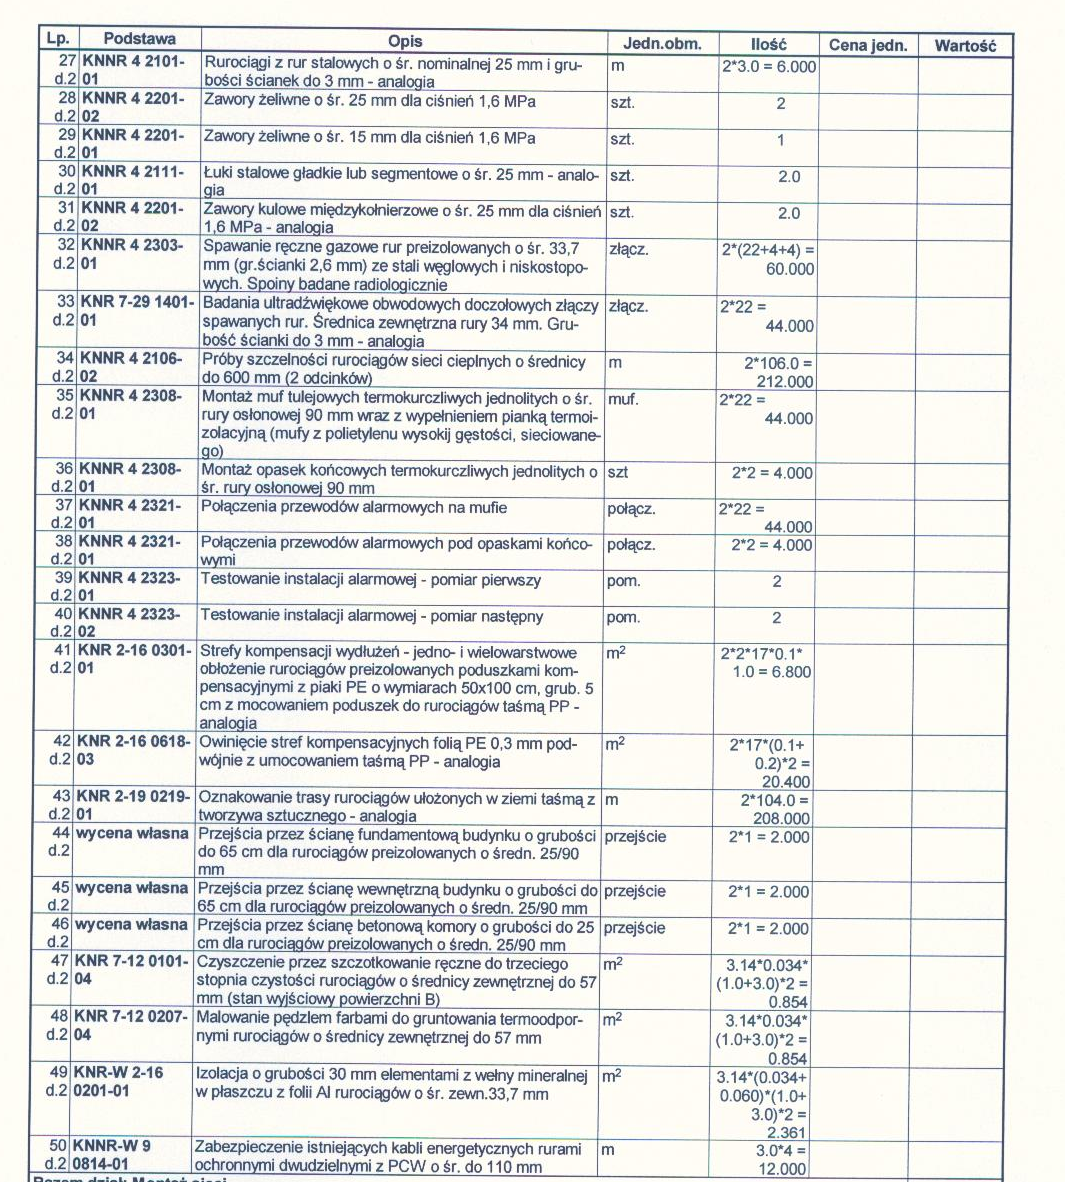 Lp. Podstawa Opis Jedn.obm. Ilość Cena jedn. Wartość
27 KNNR 4 2101- Rurociągi z rur stalowych o śr. nominalnej 25 mm i gru- m 2*3.0 = 6.000
d.2 01 bości ścianek do 3 mm - analogia
28 KNNR 4 2201- Zawory żeliwne o śr. 25 mm dla ciśnień 1,6 MPa szt. 2
d.2 02
29 KNNR 4 2201- Zawory żeliwne o śr. 15 mm dla ciśnień 1,6 MPa szt. 1
d.2 01
30 KNNR 4 2111- Łuki stalowe gładkie lub segmentowe o śr. 25 mm - analo- szt. 2.0
d.2 01 gia
31 KNNR 4 2201- Zawory kulowe międzykołnierzowe o śr. 25 mm dla ciśnień szt. 2.0
d.2 02 1,6 MPa - analogia
32 KNNR 4 2303- Spawanie ręczne gazowe rur preizolowanych o śr. 33,7 złącz. 2*(22+4+4) =
d.2 01 mm (gr.ścianki 2,6 mm) ze stali węglowych i niskostopo- 60.000
wych. Spoiny badane radiologicznie
33 KNR 7-29 1401- Badania ultradźwiękowe obwodowych doczołowych złączy złącz. 2*22 =
d.2 01 spawanych rur. Średnica zewnętrzna rury 34 mm. Gru- 44.000
bość ścianki do 3 mm - analogia
34 KNNR 4 2106- Próby szczelności rurociągów sieci cieplnych o średnicy m 2*106.0 =
d.2 02 do 600 mm (2 odcinków) 212.000
35 KNNR 4 2308- Montaż muf tulejowych termokurczliwych jednolitych o śr. muf. 2*22 =
d.2 01 rury osłonowej 90 mm wraz z wypełnieniem pianką termoi- 44.000
zolacyjną (mufy z polietylenu wysokij gęstości, sieciowane-
go)
36 KNNR 4 2308- Montaż opasek końcowych termokurczliwych jednolitych o szt 2*2 = 4.000
d.2 01 śr. rury osłonowej 90 mm
37 KNNR 4 2321- Połączenia przewodów alarmowych na mufie połącz. 2*22 =
d.2 01 44.000
38 KNNR 4 2321- Połączenia przewodów alarmowych pod opaskami końco- połącz. 2*2 = 4.000
d.2 01 wymi
39 KNNR 4 2323- Testowanie instalacji alarmowej - pomiar pierwszy pom. 2
d.2 01
40 KNNR 4 2323- Testowanie instalacji alarmowej - pomiar następny pom. 2
d.2 02
41 KNR 2-16 0301- Strefy kompensacji wydłużeń - jedno- i wielowarstwowe m2 2*2*17*0.1*
d.2 01 obłożenie rurociągów preizolowanych poduszkami kom- 1.0 = 6.800
pensacyjnymi z piaki PE o wymiarach 50x100 cm, grub. 5
cm z mocowaniem poduszek do rurociągów taśmą PP -
analogia
42 KNR 2-16 0618- Owinięcie stref kompensacyjnych folią PE 0,3 mm pod- m2 2*17*(0.1+
d.2 03 wójnie z umocowaniem taśmą PP - analogia 0.2)*2 =
20.400
43 KNR 2-19 0219- Oznakowanie trasy rurociągów ułożonych w ziemi taśmą z m 2*104.0 =
d.2 01 tworzywa sztucznego - analogia 208.000
44 wycena własna Przejścia przez ścianę fundamentową budynku o grubości przejście 2*1 = 2.000
d.2 do 65 cm dla rurociągów preizolowanych o średn. 25/90
mm
45 wycena własna Przejścia przez ścianę wewnętrzną budynku o grubości do przejście 2*1 = 2.000
d.2 65 cm dla rurociągów preizolowanych o średn. 25/90 mm
46 wycena własna Przejścia przez ścianę betonową komory o grubości do 25 przejście 2*1 = 2.000
d.2 cm dla rurociągów preizolowanych o średn. 25/90 mm
47 KNR 7-12 0101- Czyszczenie przez szczotkowanie ręczne do trzeciego m2 3.14*0.034*
d.2 04 stopnia czystości rurociągów o średnicy zewnętrznej do 57 (1.0+3.0)*2 =
mm (stan wyjściowy powierzchni B) 0.854
48 KNR 7-12 0207- Malowanie pędzlem farbami do gruntowania termoodpor- m2 3.14*0.034*
d.2 04 nymi rurociągów o średnicy zewnętrznej do 57 mm (1.0+3.0)*2 =
0.854
49 KNR-W 2-16 Izolacja o grubości 30 mm elementami z wełny mineralnej m2 3.14*(0.034+
d.2 0201-01 w płaszczu z folii Al rurociągów o śr. zewn.33,7 mm 0.060)*(1.0+
3.0)*2 =
2.361
50 KNNR-W 9 Zabezpieczenie istniejących kabli energetycznych rurami m 3.0*4 =
d.2 0814-01 ochronnymi dwudzielnymi z PCW o śr. do 110 mm 12.000